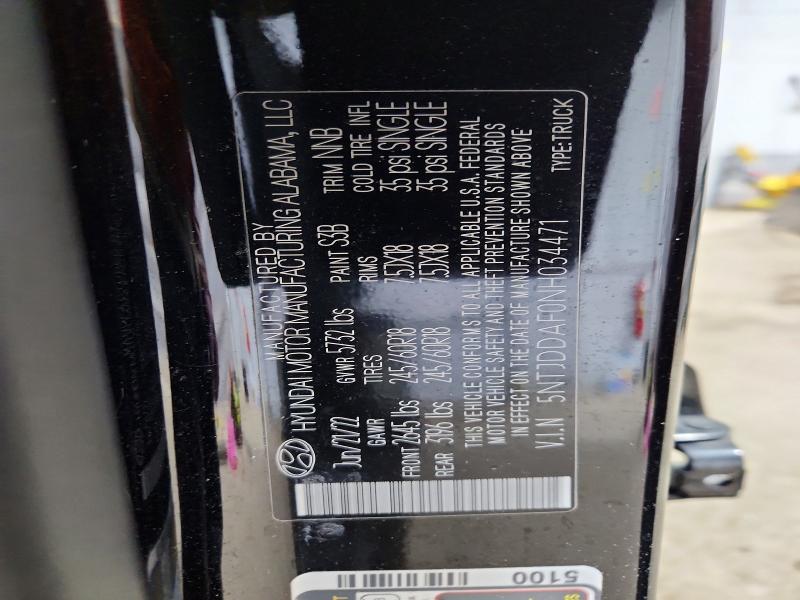 MANUFACTURED BY
HYUNDAI MOTOR MANUFACTURING ALABAMA, LLC
Jun/21/22 GVWR 5732 lbs PAINT S3B TRIM NNB
GAWR TIRES RIMS COLD TIRE INFL
FRONT 2645 lbs 245/60R18 7.5JX18 35 psi SINGLE
REAR 3196 lbs 245/60R18 7.5JX18 35 psi SINGLE
THIS VEHICLE CONFORMS TO ALL APPLICABLE U.S.A. FEDERAL
MOTOR VEHICLE SAFETY AND THEFT PREVENTION STANDARDS
IN EFFECT ON THE DATE OF MANUFACTURE SHOWN ABOVE
V.I.N 5NTJDDAF0NH034471 TYPE:TRUCK
5100